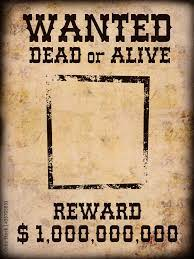 WANTED
DEAD or ALIVE
REWARD
$ 1,000,000,000